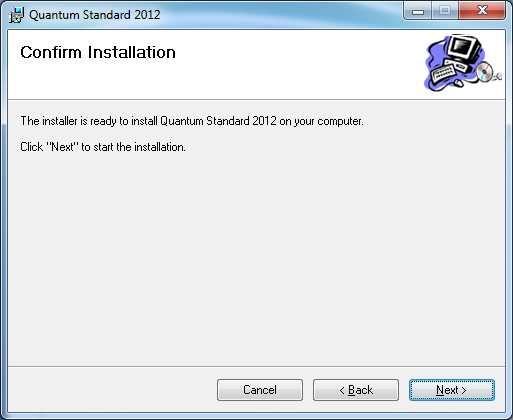 Quantum Standard 2012
Confirm Installation
The installer is ready to install Quantum Standard 2012 on your computer.
Click "Next" to start the installation.
Cancel
< Back
Next >